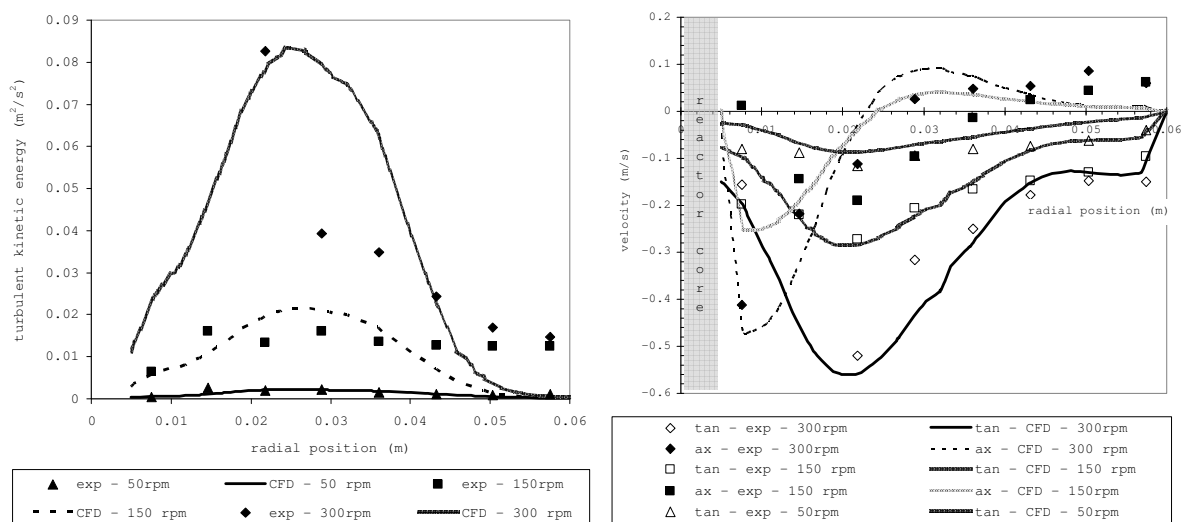 0.09
0.08
0.07
0.06
0.05
0.04
0.03
0.02
0.01
0
turbulent kinetic energy (m²/s²)
0 0.01 0.02 0.03 0.04 0.05 0.06
radial position (m)
exp - 50rpm CFD - 50 rpm exp - 150rpm
CFD - 150 rpm exp - 300rpm CFD - 300 rpm
0.2
0.1
0
-0.1
-0.2
-0.3
-0.4
-0.5
-0.6
velocity (m/s)
reactor core
0 0.01 0.02 0.03 0.04 0.05 0.06
radial position (m)
tan - exp - 300rpm tan - CFD - 300rpm
ax - exp - 300rpm ax - CFD - 300 rpm
tan - exp - 150 rpm tan - CFD - 150 rpm
ax - exp - 150 rpm ax - CFD - 150rpm
tan - exp - 50rpm tan - CFD - 50rpm